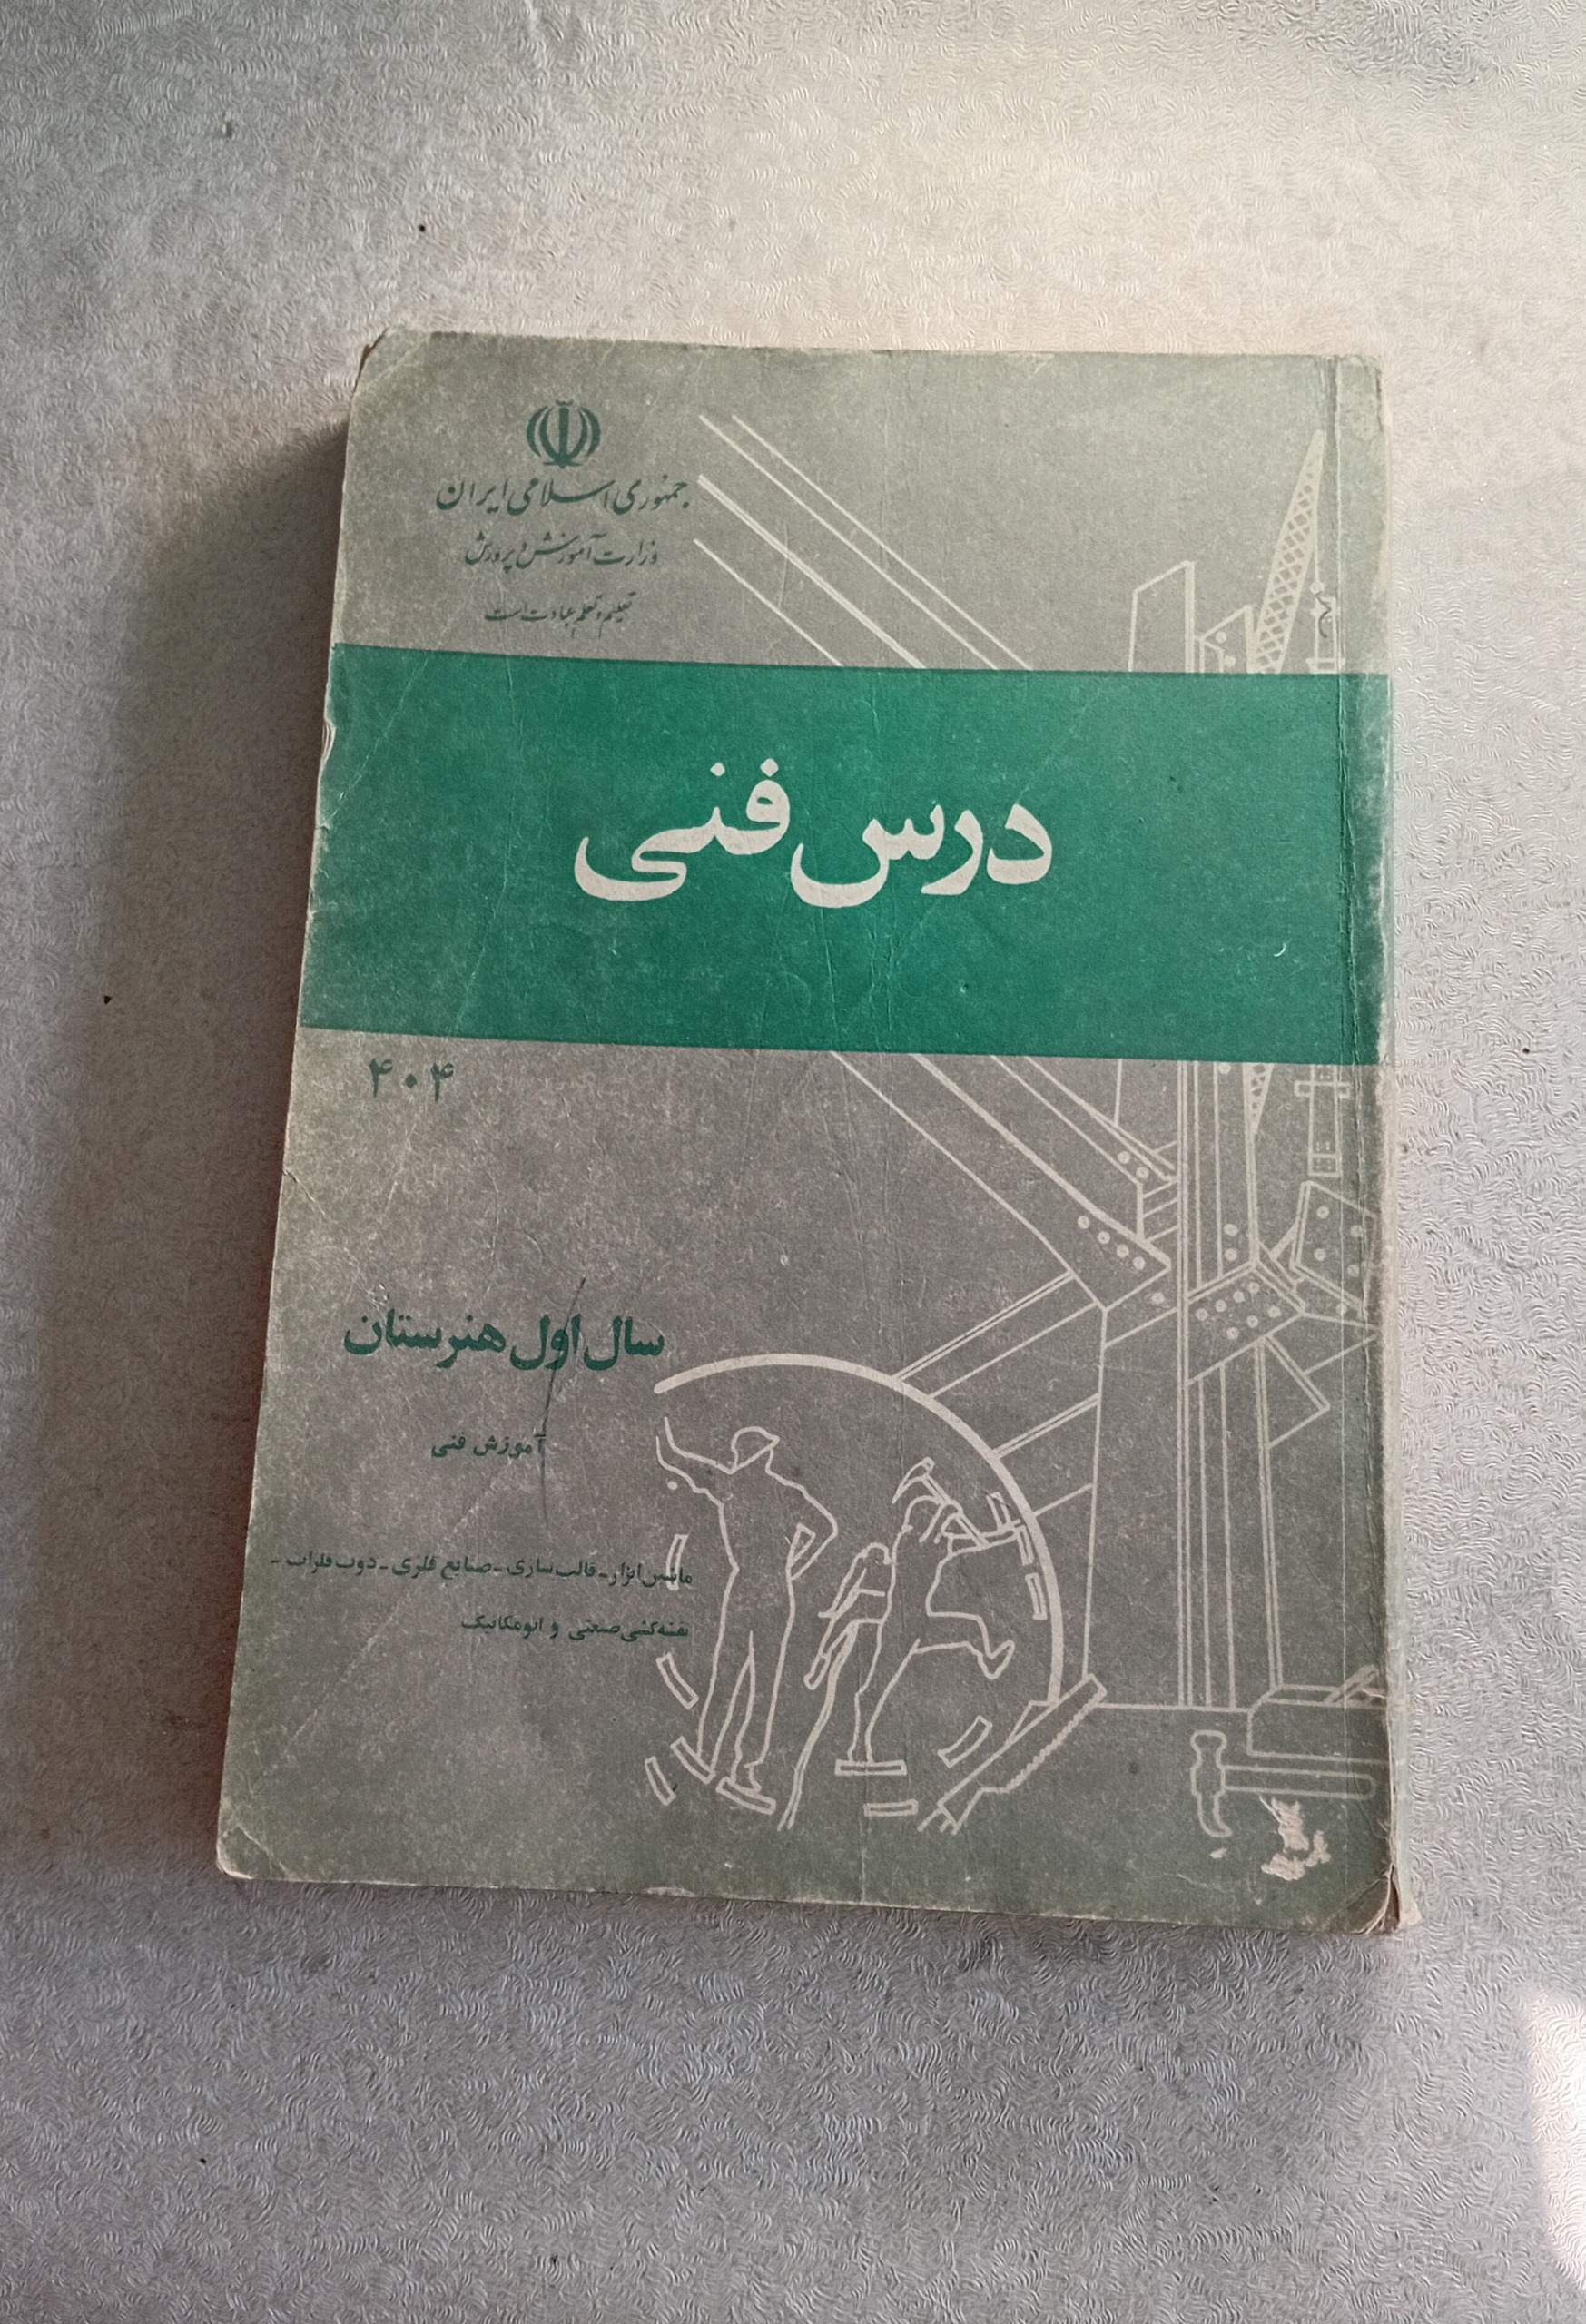 جمهوری اسلامی ایران
وزارت آموزش و پرورش
تعلیم و تعلم عبادت است
درس فنی
۴۰۴
سال اول هنرستان
آموزش فنی
ماشین ابزار - قالب سازی - صنایع فلزی - ذوب فلزات -
نقشه کشی صنعتی و اتومکانیک